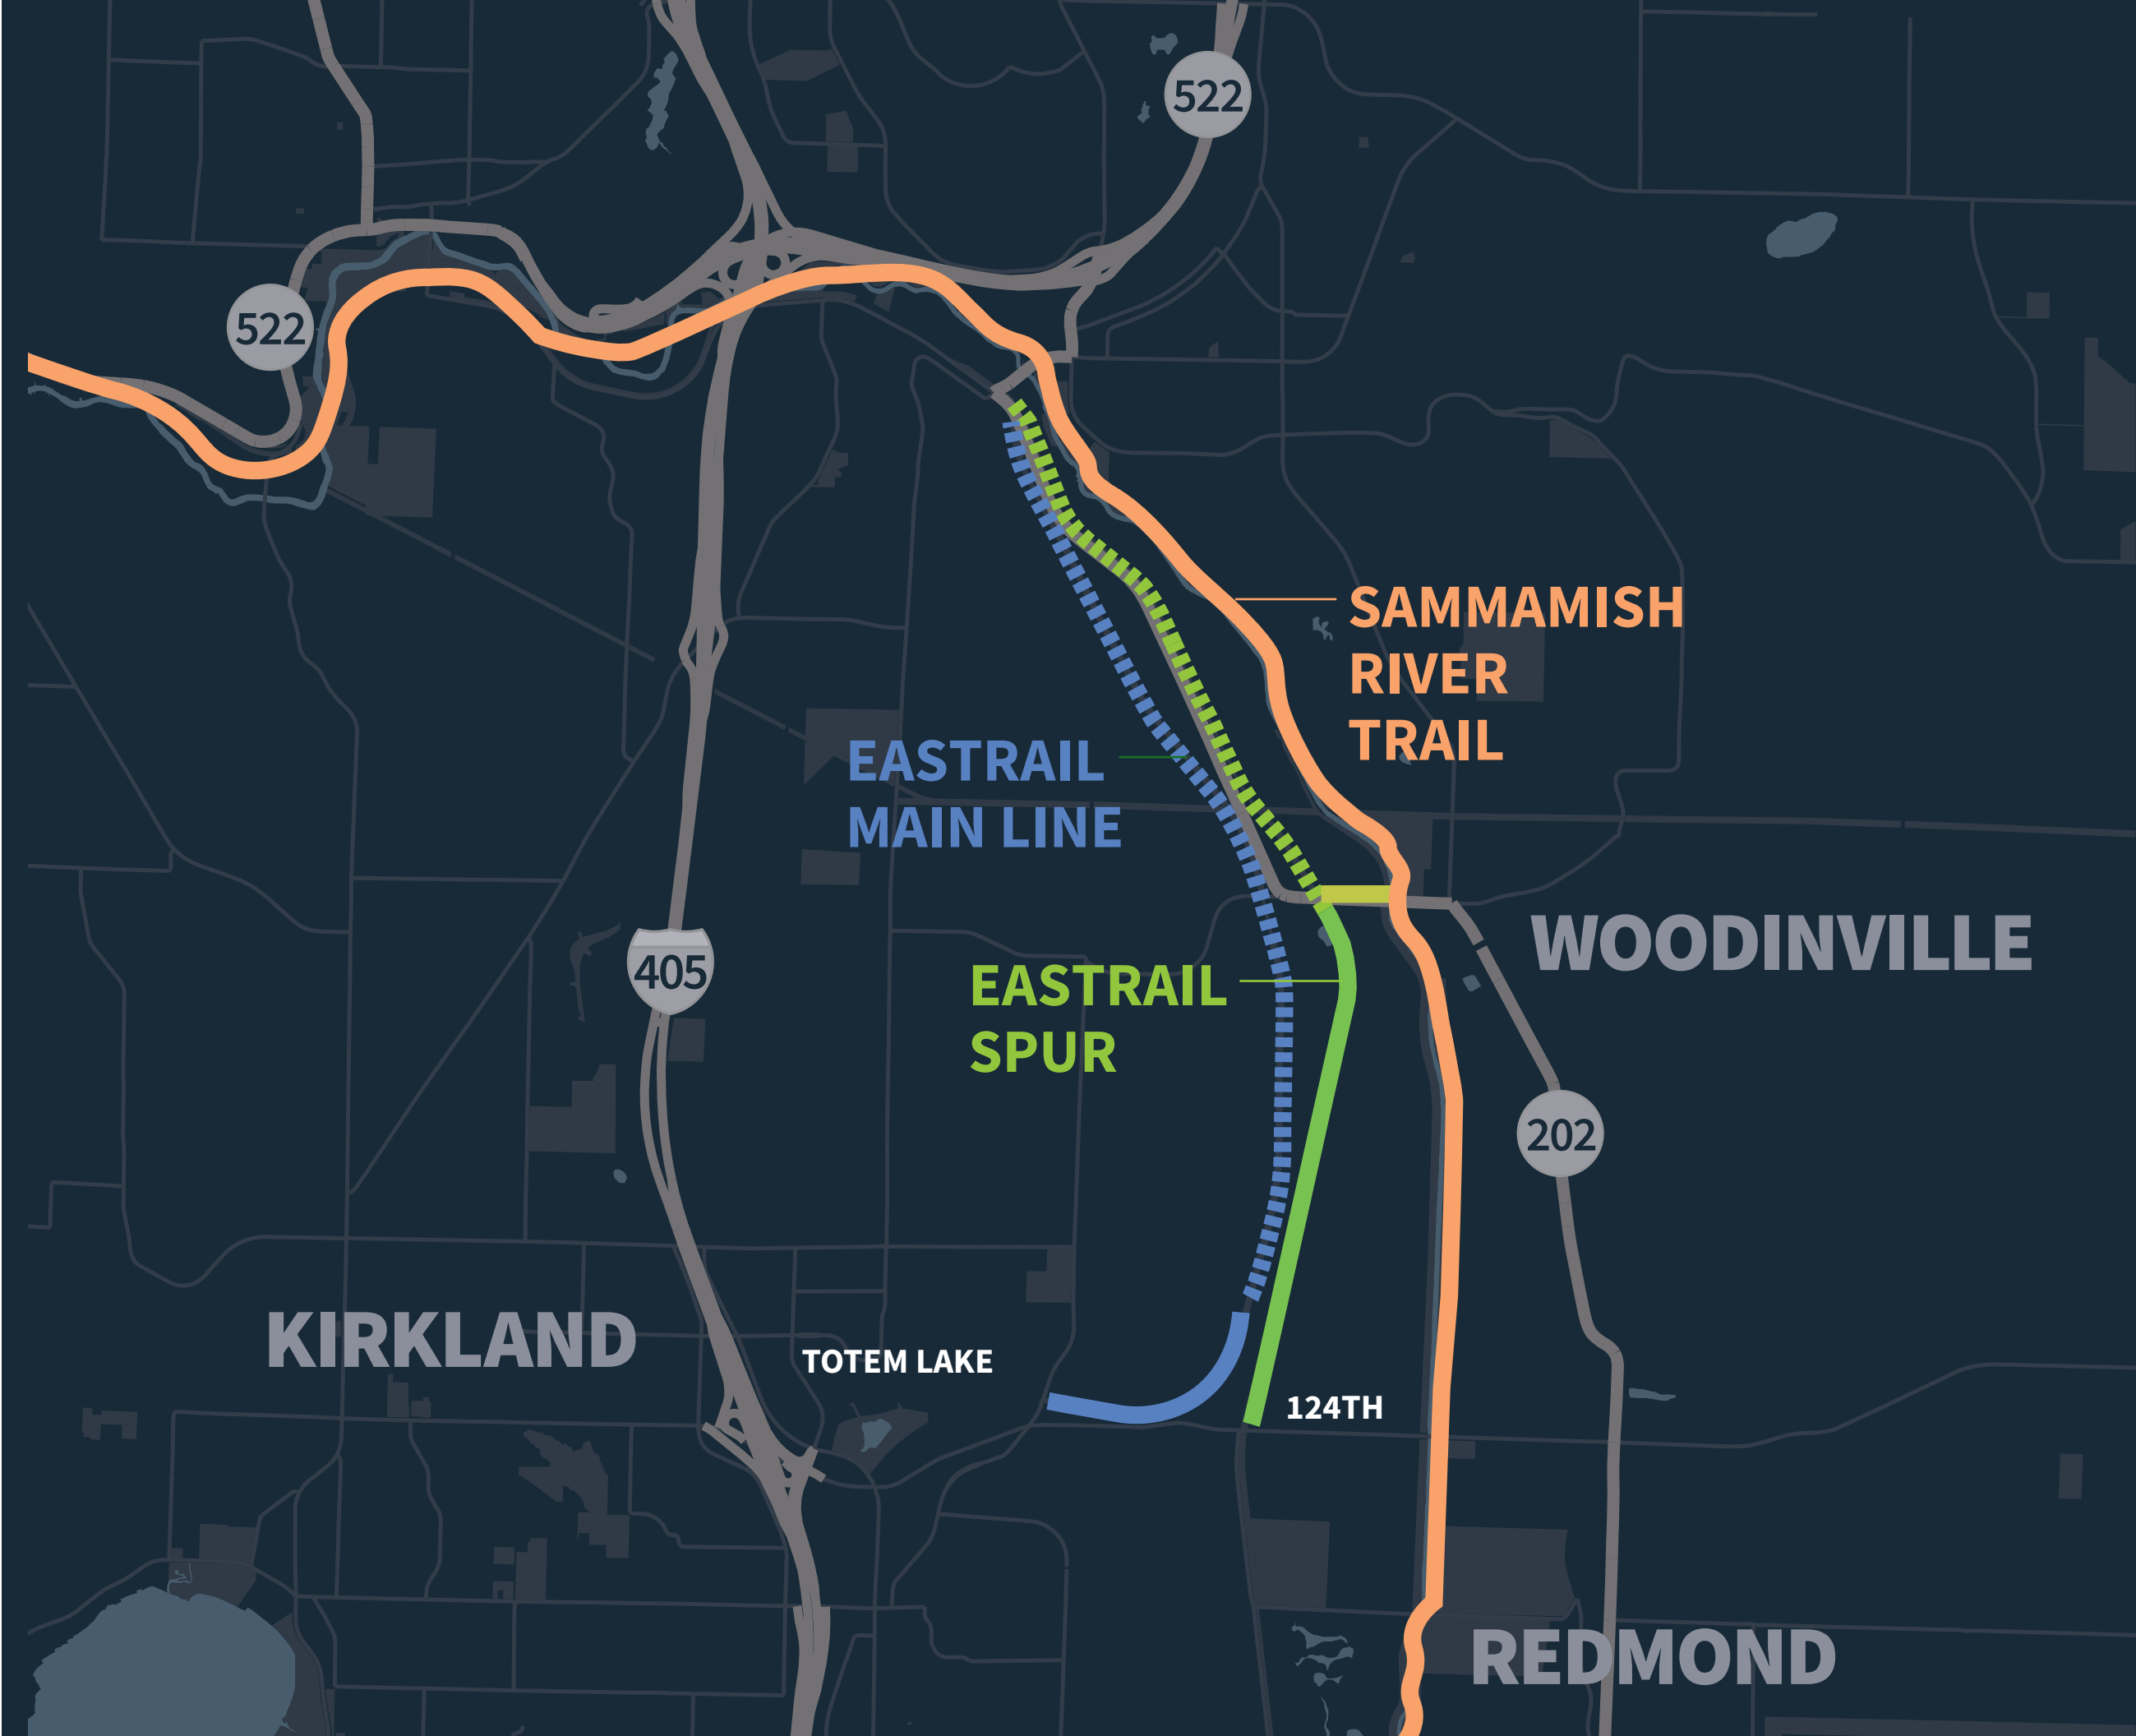 522
522
SAMMAMISH
RIVER
TRAIL
EASTRAIL
MAIN LINE
WOODINVILLE
405
EASTRAIL
SPUR
202
KIRKLAND
TOTEM LAKE
124TH
REDMOND